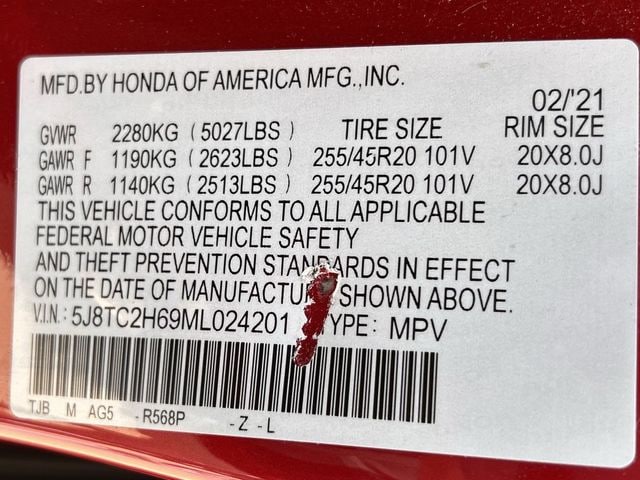 MFD.BY HONDA OF AMERICA MFG.,INC.
02/'21
GVWR 2280KG (5027LBS) TIRE SIZE RIM SIZE
GAWR F 1190KG (2623LBS) 255/45R20 101V 20X8.0J
GAWR R 1140KG (2513LBS) 255/45R20 101V 20X8.0J
THIS VEHICLE CONFORMS TO ALL APPLICABLE
FEDERAL MOTOR VEHICLE SAFETY
AND THEFT PREVENTION STANDARDS IN EFFECT
ON THE DATE OF MANUFACTU SHOWN ABOVE.
V.I.N.: 5J8TC2H69ML024201 TYPE: MPV
TJB M AG5 -R568P -Z-L